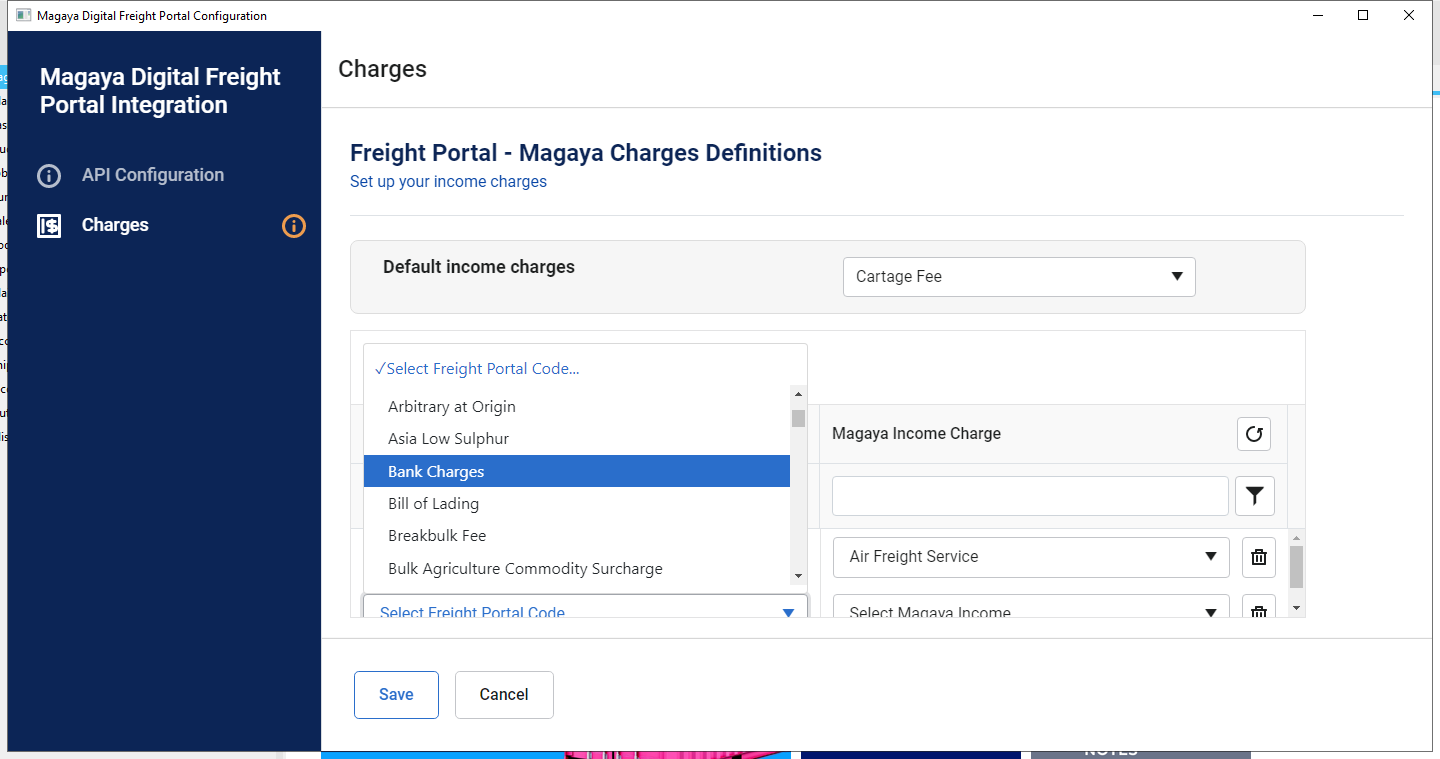 Magaya Digital Freight Portal Configuration
Magaya Digital Freight
Portal Integration
API Configuration
Charges
Charges
Freight Portal - Magaya Charges Definitions
Set up your income charges
Default income charges
Cartage Fee
✓Select Freight Portal Code...
Arbitrary at Origin
Asia Low Sulphur
Bank Charges
Bill of Lading
Breakbulk Fee
Bulk Agriculture Commodity Surcharge
Select Freight Portal Code
Magaya Income Charge
Air Freight Service
Select Magaya Income
Save
Cancel
NOTES